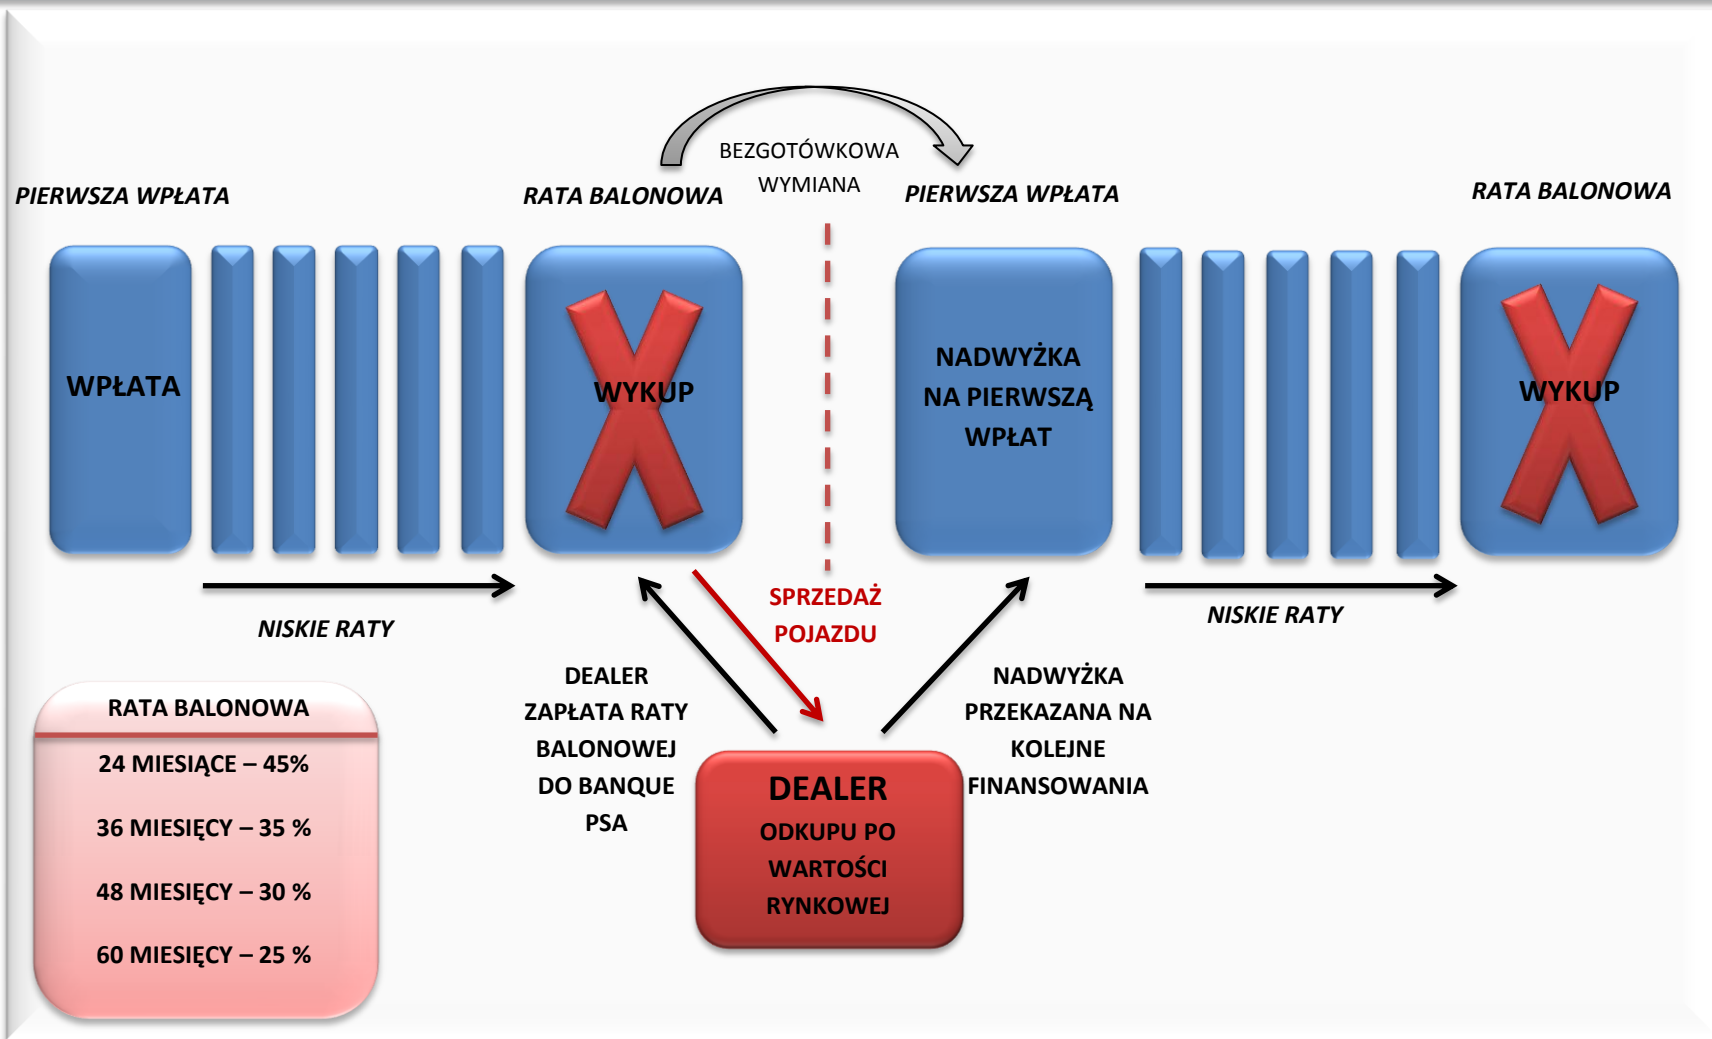 BEZGOTÓWKOWA
WYMIANA
PIERWSZA WPŁATA
RATA BALONOWA
PIERWSZA WPŁATA
RATA BALONOWA
WPŁATA
WYKUP
NADWYŻKA
NA PIERWSZĄ
WPŁAT
WYKUP
NISKIE RATY
SPRZEDAŻ
POJAZDU
NISKIE RATY
DEALER
ZAPŁATA RATY
BALONOWEJ
DO BANQUE
PSA
NADWYŻKA
PRZEKAZANA NA
KOLEJNE
FINANSOWANIA
RATA BALONOWA
24 MIESIĄCE – 45%
36 MIESIĘCY – 35 %
48 MIESIĘCY – 30 %
60 MIESIĘCY – 25 %
DEALER
ODKUPU PO
WARTOŚCI
RYNKOWEJ